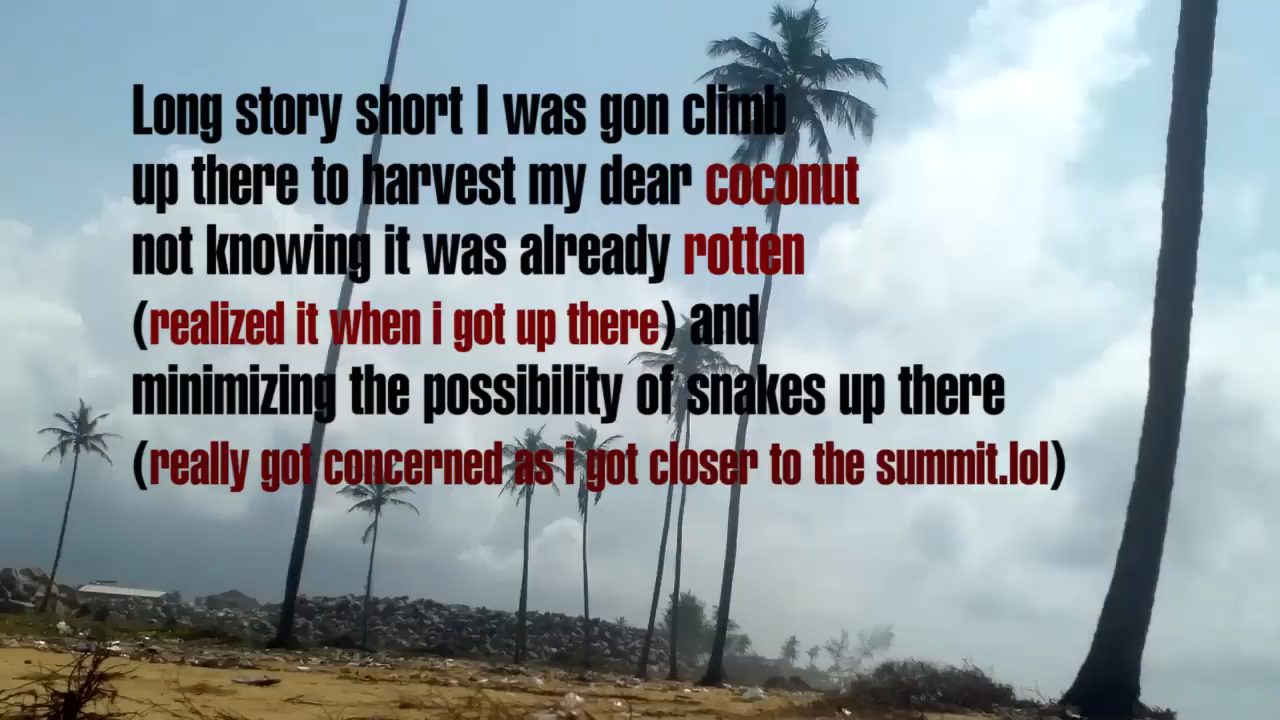 Long story short I was gon climb
up there to harvest my dear coconut
not knowing it was already rotten
(realized it when i got up there) and
minimizing the possibility of snakes up there
(really got concerned as i got closer to the summit.lol)